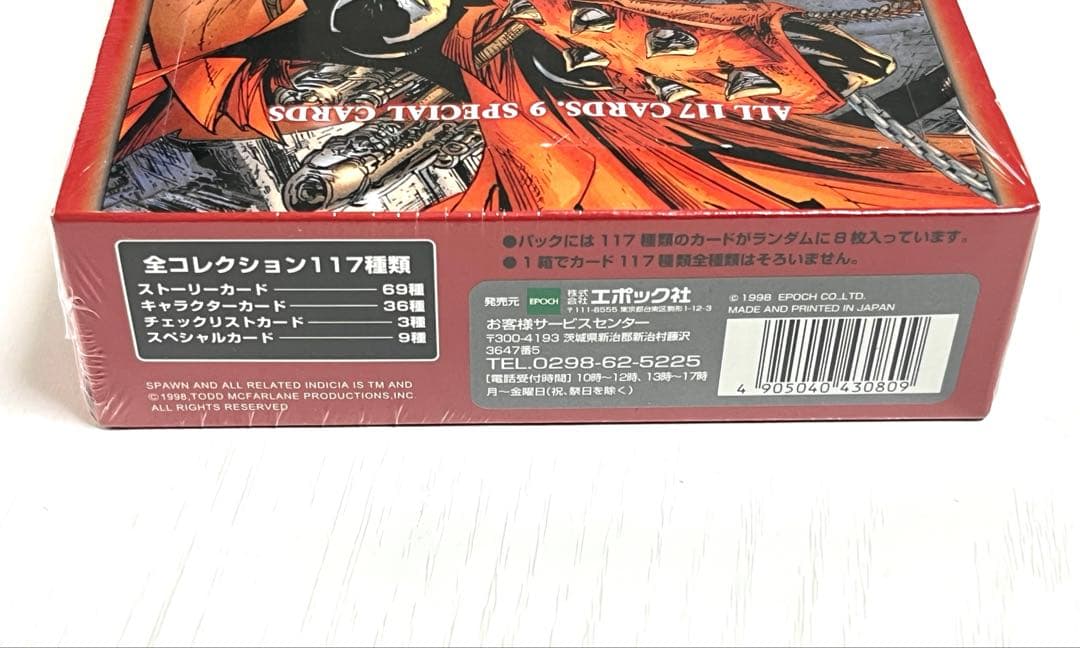 ALL 117 CARDS. 9 SPECIAL CARDS
全コレクション117種類
ストーリーカード 69種
キャラクターカード 36種
チェックリストカード 3種
スペシャルカード 9種
SPAWN AND ALL RELATED INDICIA IS TM AND
©1998,TODD MCFARLANE PRODUCTIONS,INC
ALL RIGHTS RESERVED
●パックには117種類のカードがランダムに8枚入っています。
●1箱でカード117種類全種類はそろいません。
発売元 EPOCH 株式会社 エポック社
〒111-8555 東京都台東区駒形1-12-3
お客様サービスセンター
〒300-4193 茨城県新治郡新治村藤沢
3647番5
TEL.0298-62-5225
[電話受付時間] 10時〜12時、13時〜17時
月〜金曜日(祝、祭日を除く)
©1998 EPOCH CO.,LTD.
MADE AND PRINTED IN JAPAN
4 905040 430809